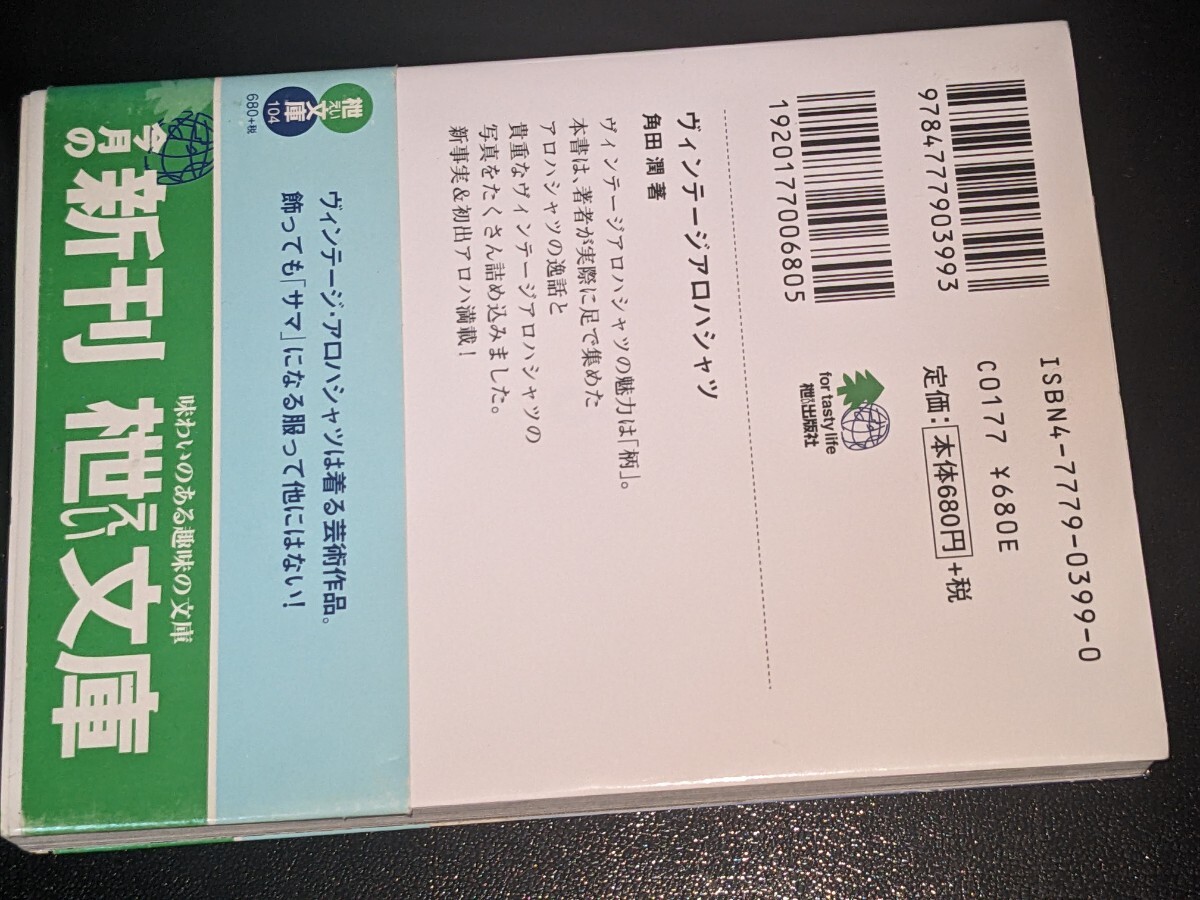 9784777903993
1920177006805
ISBN4-7779-0399-0
C0177 ¥680E
定価：本体680円+税
for tasty life
枻出版社
ヴィンテージアロハシャツ
角田 潤 著
ヴィンテージアロハシャツの魅力は「柄」。
本書は、著者が実際に足で集めた
アロハシャツの逸話と
貴重なヴィンテージアロハシャツの
写真をたくさん詰め込みました。
新事実&初出アロハ満載！
枻えい文庫
104
680+税
ヴィンテージ・アロハシャツは着る芸術作品。
飾っても「サマ」になる服って他にはない！
味わいのある趣味の文庫
今月の新刊 枻えい文庫